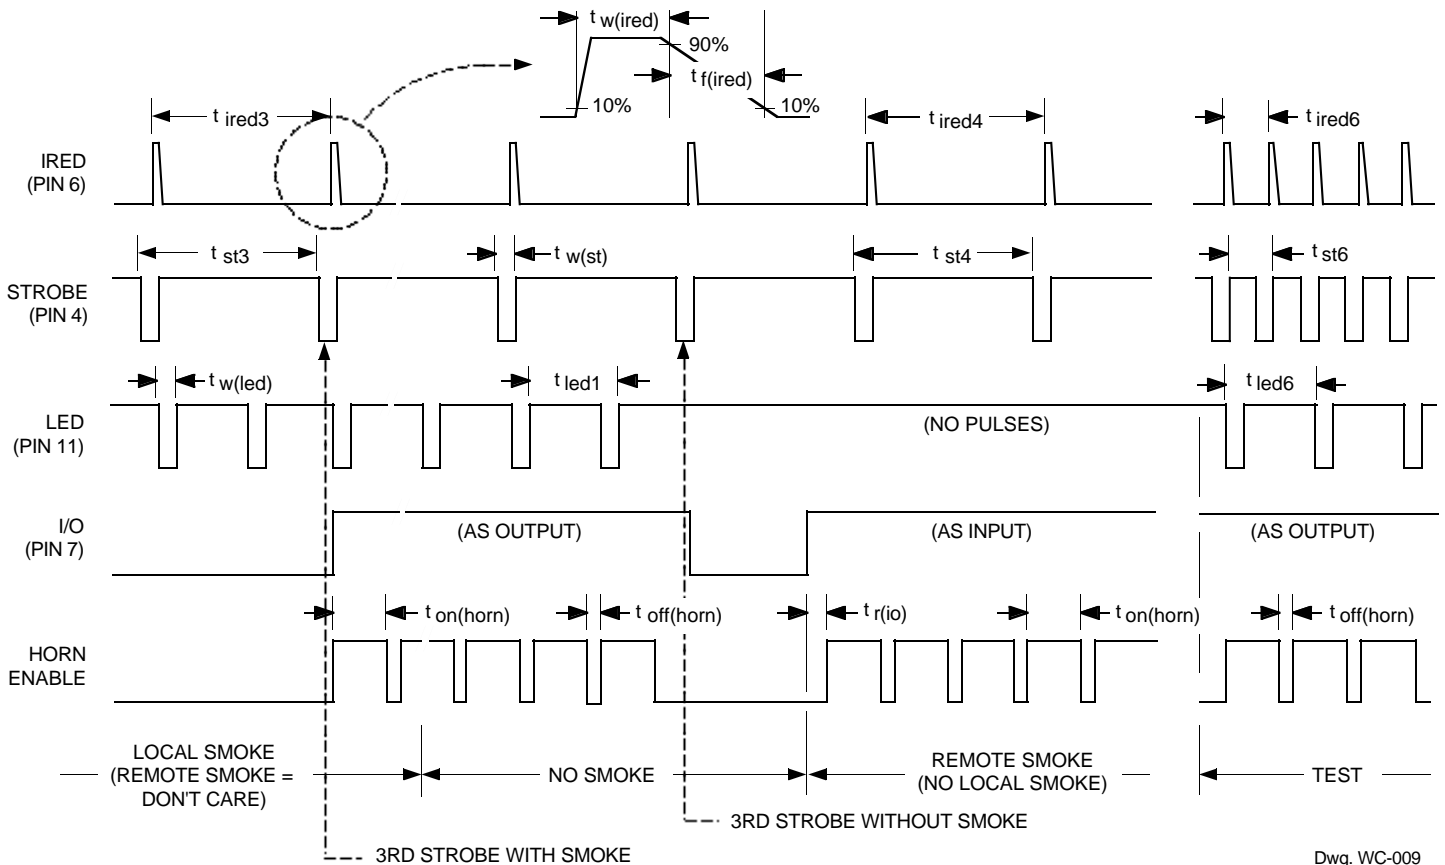 t w(ired)
90%
t f(ired)
10%
10%
t ired3
t ired4
t ired6
IRED
(PIN 6)
t st3
t w(st)
t st4
t st6
STROBE
(PIN 4)
t w(led)
t led1
t led6
LED
(PIN 11)
(NO PULSES)
I/O
(PIN 7)
(AS OUTPUT)
(AS INPUT)
(AS OUTPUT)
t on(horn)
t off(horn)
t r(io)
t on(horn)
t off(horn)
HORN
ENABLE
LOCAL SMOKE
(REMOTE SMOKE =
DON'T CARE)
NO SMOKE
REMOTE SMOKE
(NO LOCAL SMOKE)
TEST
3RD STROBE WITHOUT SMOKE
3RD STROBE WITH SMOKE
Dwg. WC-009